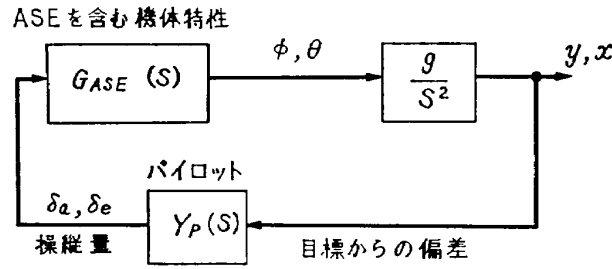 ASEを含む機体特性
G_ASE (S)
ϕ,θ
g/S²
y,x
パイロット
Y_P(S)
δa,δe
操縦量
目標からの偏差